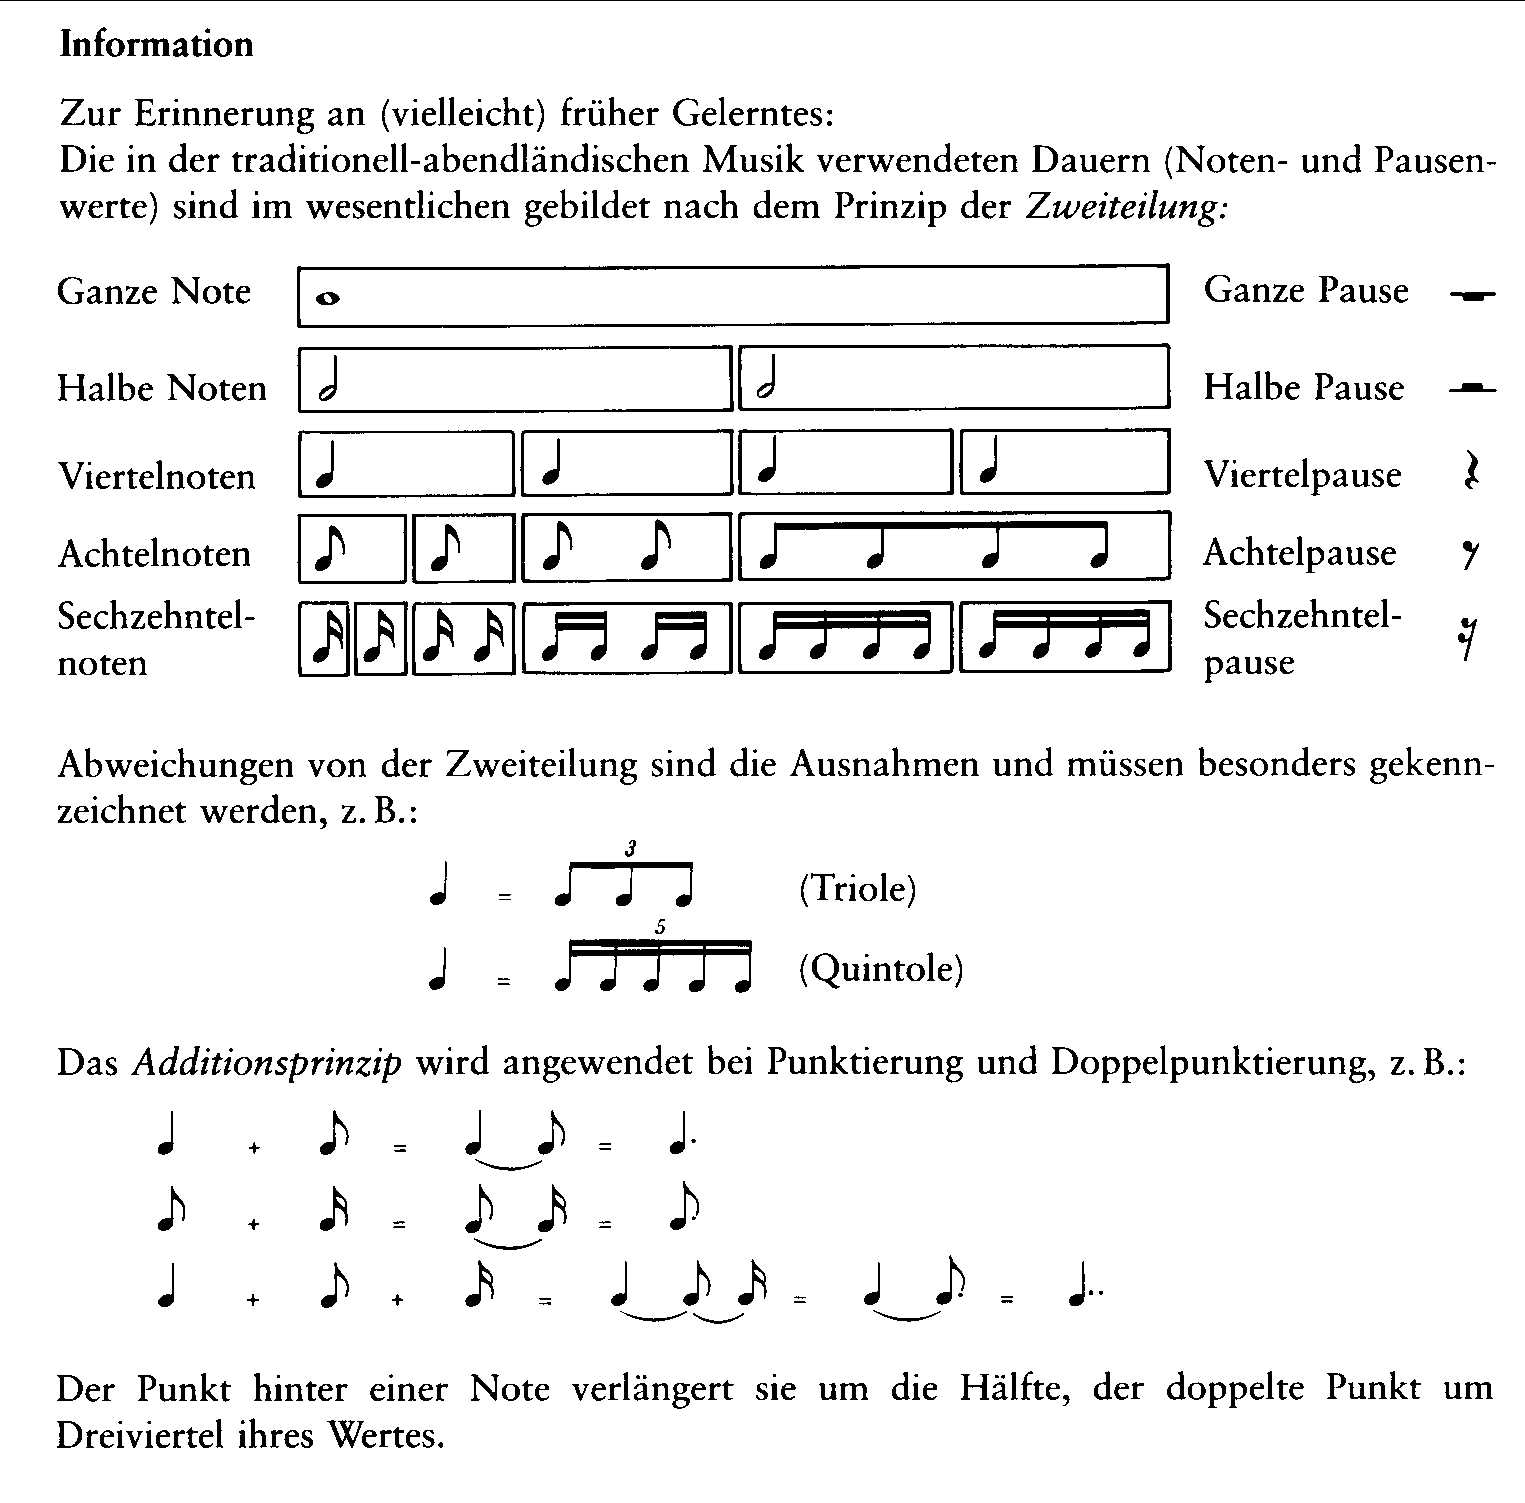 Information
Zur Erinnerung an (vielleicht) früher Gelerntes:
Die in der traditionell-abendländischen Musik verwendeten Dauern (Noten- und Pausen-
werte) sind im wesentlichen gebildet nach dem Prinzip der Zweiteilung:
Ganze Note Ganze Pause
Halbe Noten Halbe Pause
Viertelnoten Viertelpause
Achtelnoten Achtelpause
Sechzehntel- Sechzehntel-
noten pause
Abweichungen von der Zweiteilung sind die Ausnahmen und müssen besonders gekenn-
zeichnet werden, z. B.:
3
= (Triole)
5
= (Quintole)
Das Additionsprinzip wird angewendet bei Punktierung und Doppelpunktierung, z. B.:
+ = =
+ = =
+ + = = =
Der Punkt hinter einer Note verlängert sie um die Hälfte, der doppelte Punkt um
Dreiviertel ihres Wertes.